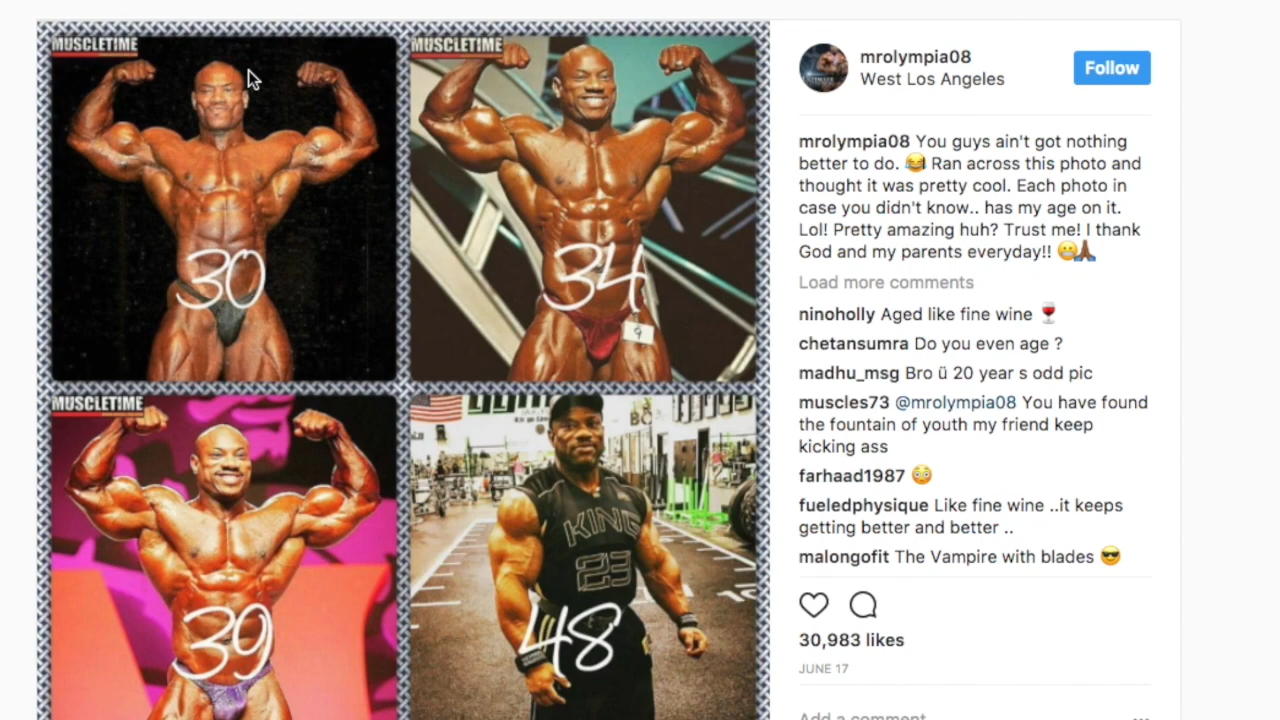 MUSCLETIME
MUSCLETIME
30
34
MUSCLETIME
KING
23
39
48
mrolympia08
West Los Angeles
Follow
mrolympia08 You guys ain't got nothing
better to do. 😂 Ran across this photo and
thought it was pretty cool. Each photo in
case you didn't know.. has my age on it.
Lol! Pretty amazing huh? Trust me! I thank
God and my parents everyday!! 😬🙏🏾
Load more comments
ninoholly Aged like fine wine 🍷
chetansumra Do you even age ?
madhu_msg Bro ü 20 year s odd pic
muscles73 @mrolympia08 You have found
the fountain of youth my friend keep
kicking ass
farhaad1987 😳
fueledphysique Like fine wine ..it keeps
getting better and better ..
malongofit The Vampire with blades 😎
30,983 likes
JUNE 17
Add a comment